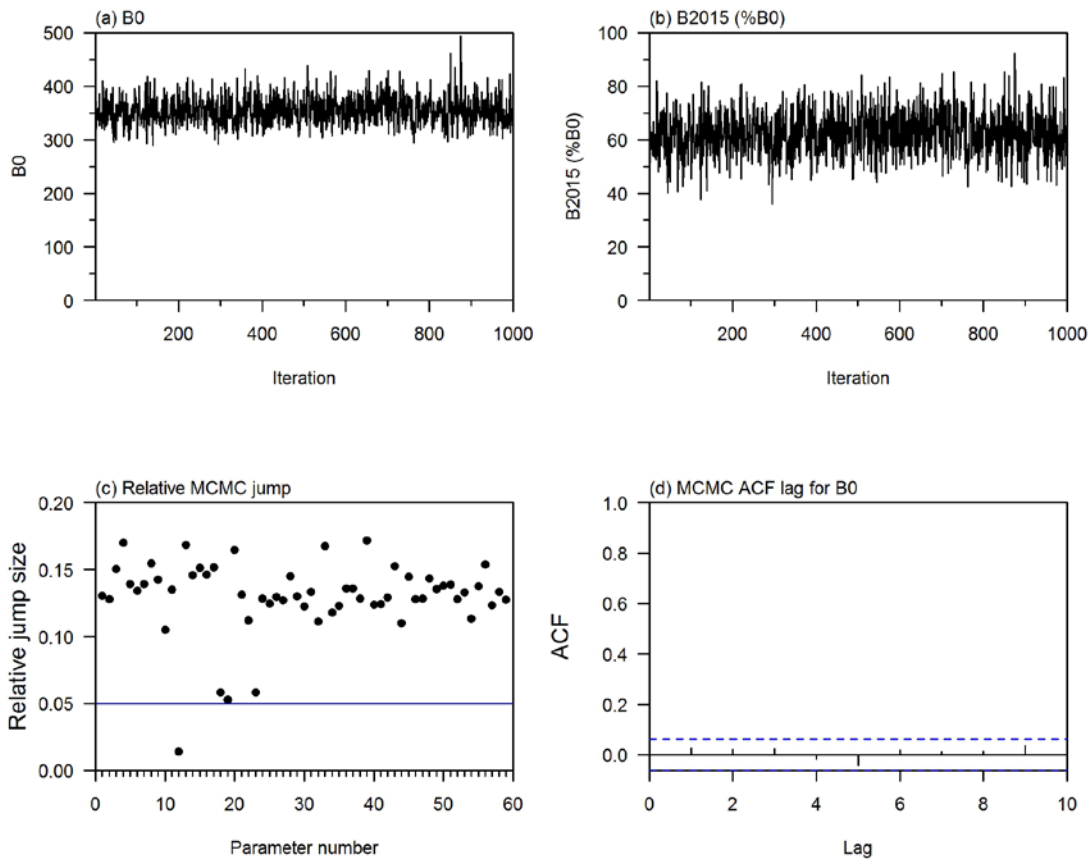 (a) B0
500
400
300
200
100
0
B0
200 400 600 800 1000
Iteration
(b) B2015 (%B0)
100
80
60
40
20
0
B2015 (%B0)
200 400 600 800 1000
Iteration
(c) Relative MCMC jump
0.20
0.15
0.10
0.05
0.00
Relative jump size
0 10 20 30 40 50 60
Parameter number
(d) MCMC ACF lag for B0
1.0
0.8
0.6
0.4
0.2
0.0
ACF
0 2 4 6 8 10
Lag